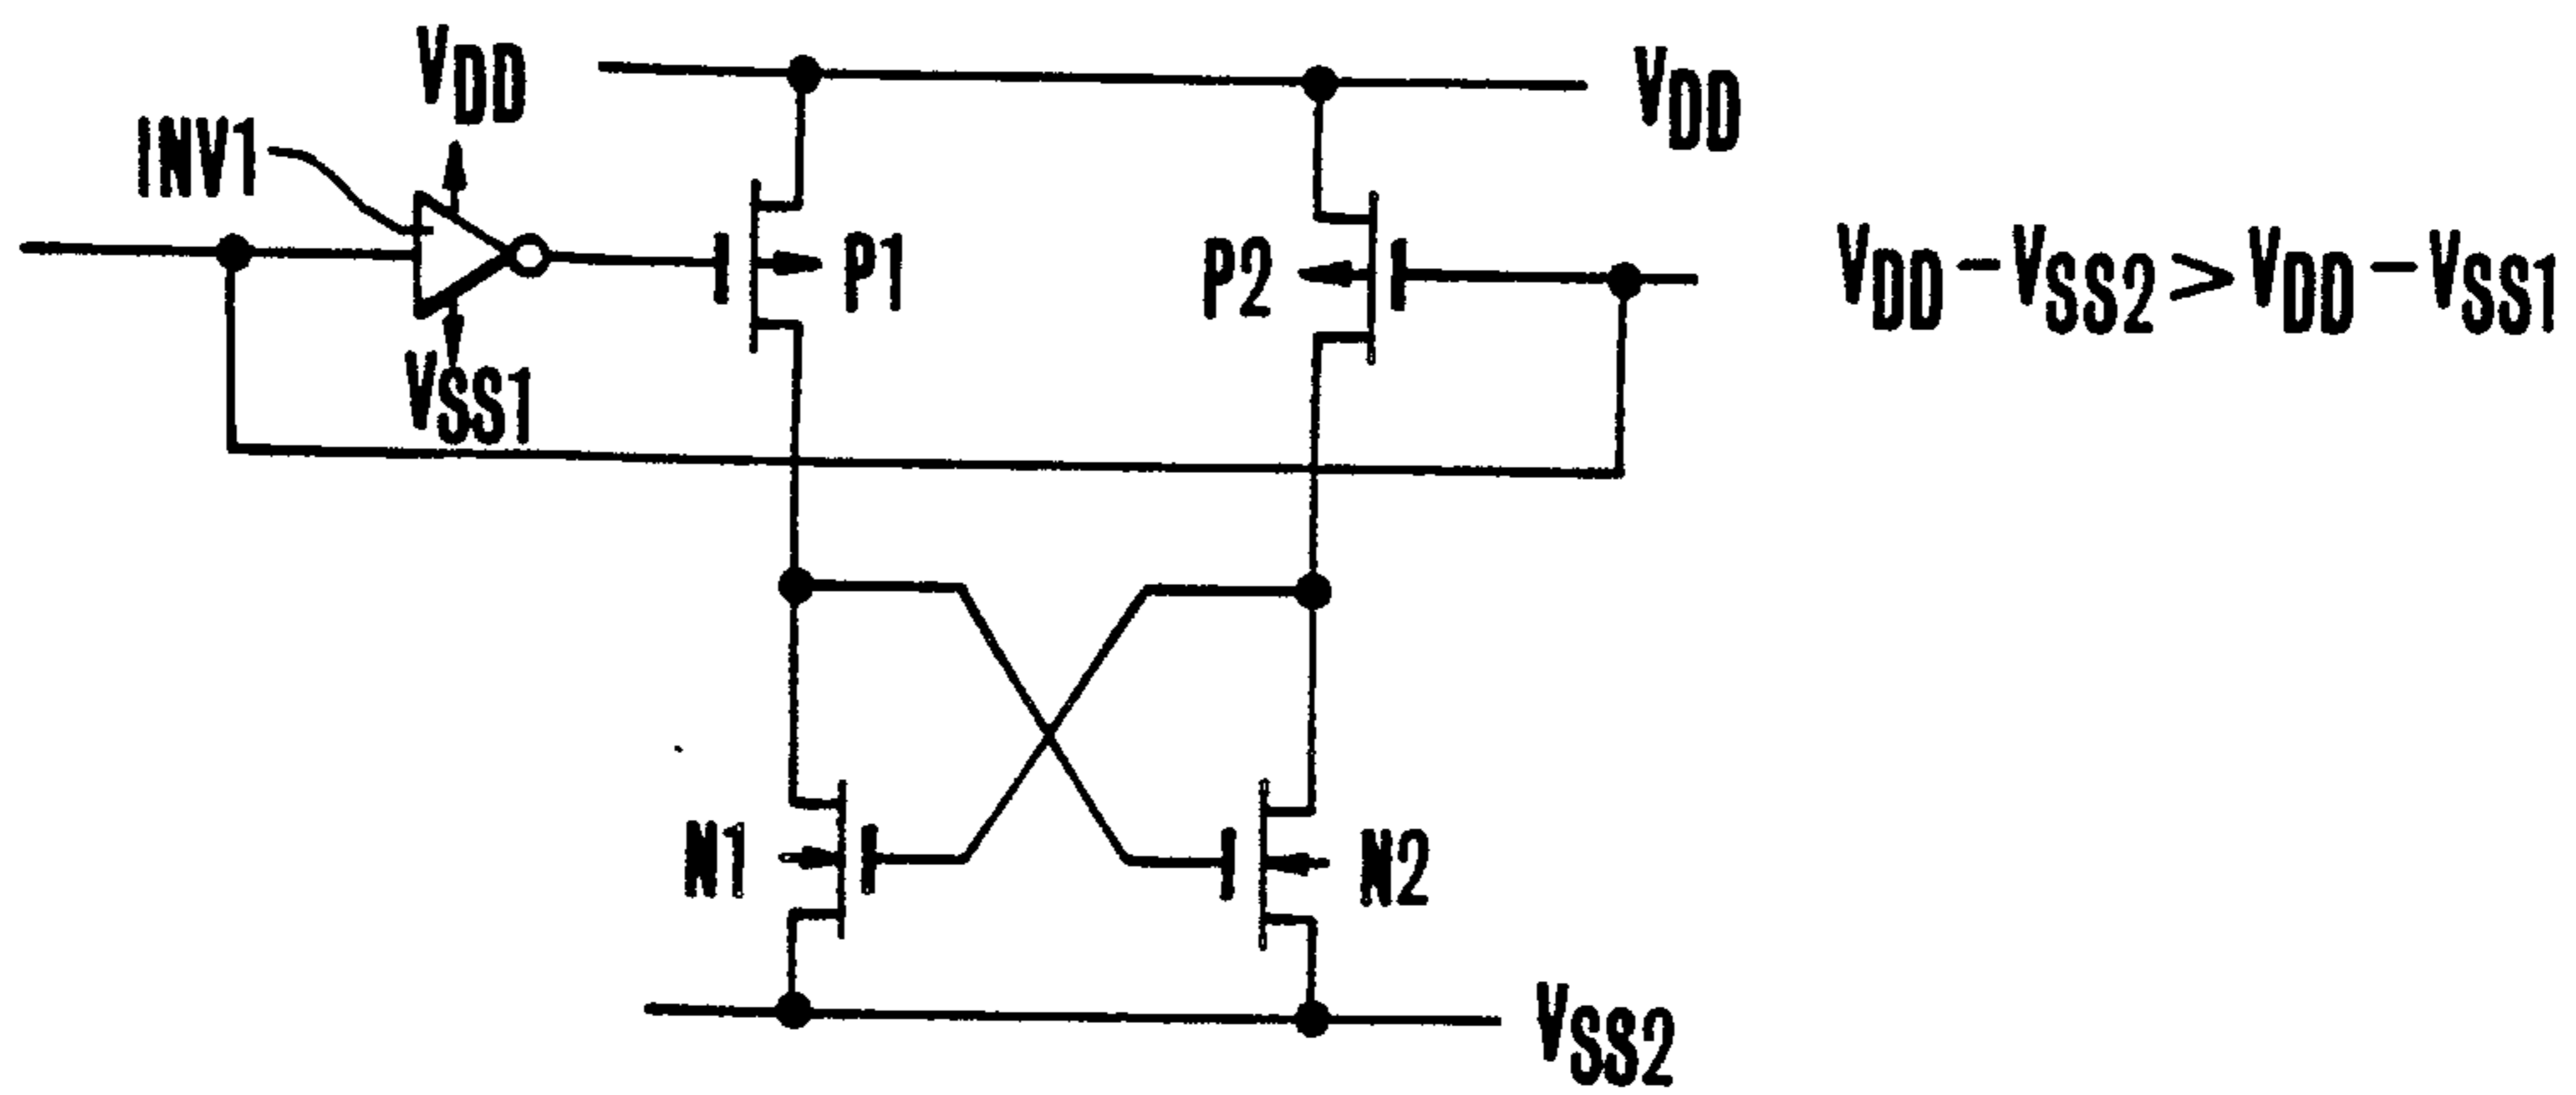 VDD
VDD
INV1
P1
P2
VDD-VSS2>VDD-VSS1
VSS1
N1
N2
VSS2